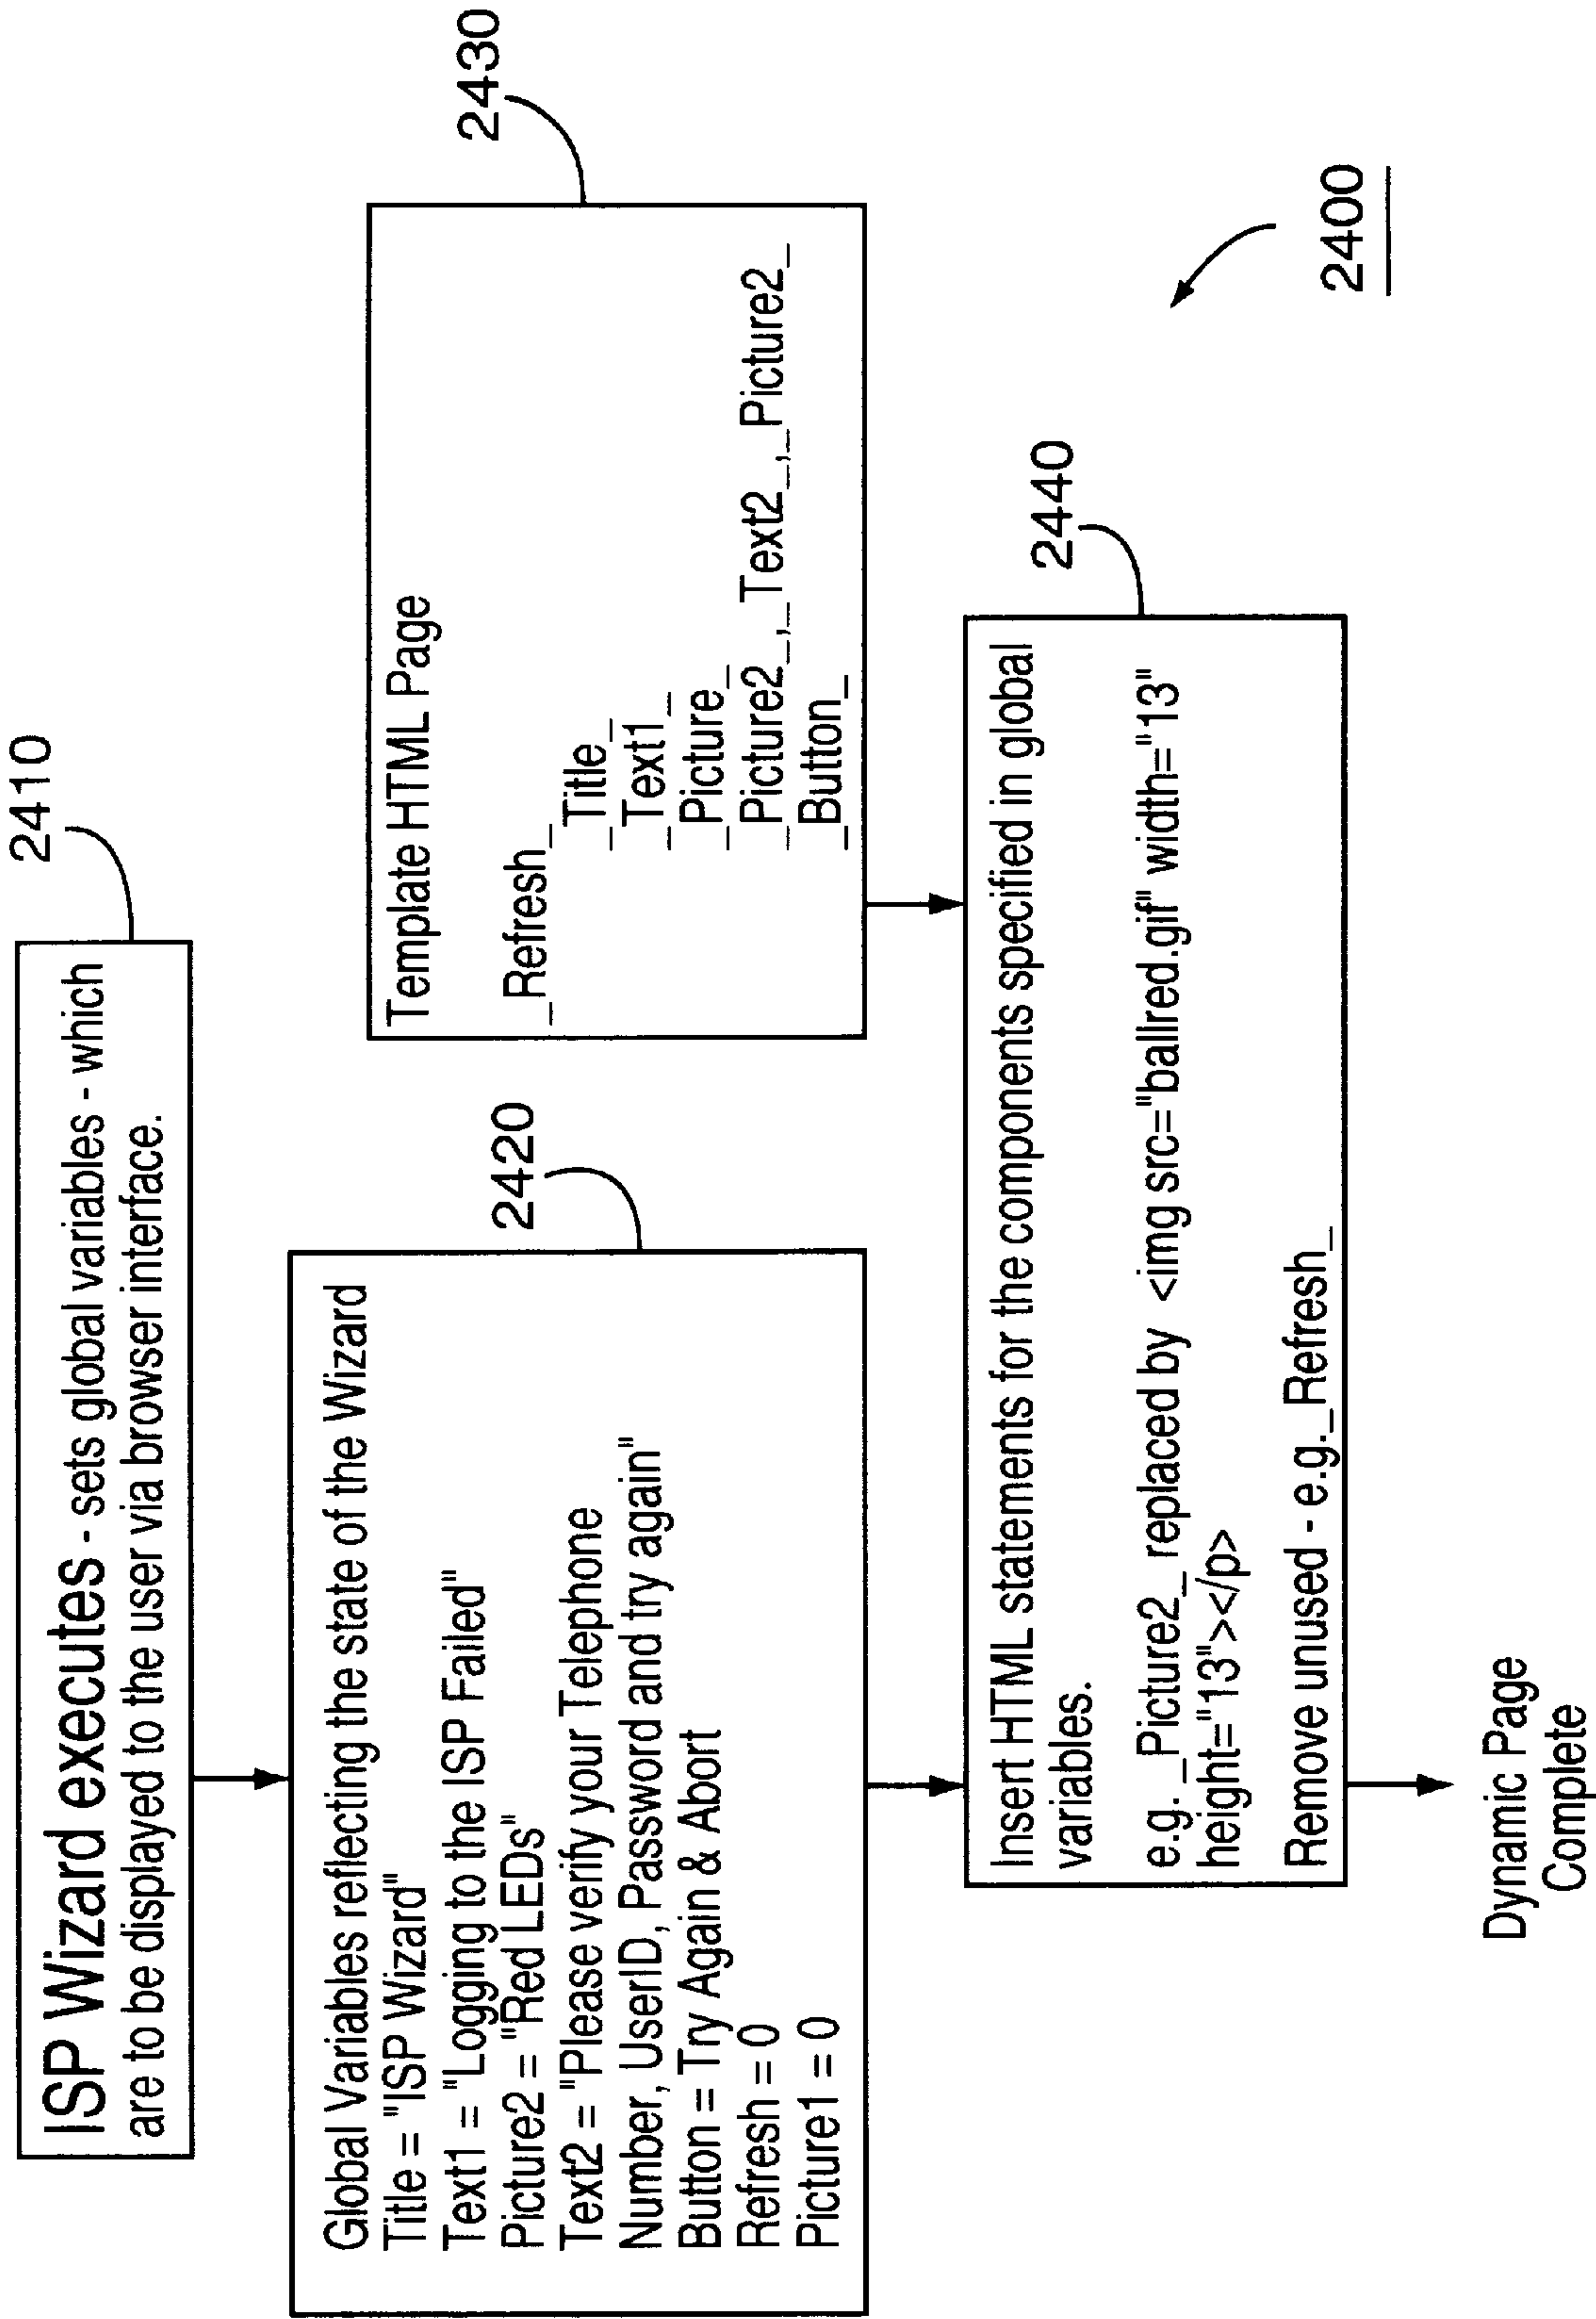 2410
ISP Wizard executes - sets global variables - which
are to be displayed to the user via browser interface.
2420
Global Variables reflecting the state of the Wizard
Title = "ISP Wizard"
Text1 = "Logging to the ISP Failed"
Picture2 = "Red LEDs"
Text2 = "Please verify your Telephone
Number, UserID, Password and try again"
Button = Try Again & Abort
Refresh = 0
Picture1 = 0
2430
Template HTML Page
_Refresh_
_Title_
_Text1_
_Picture_
_Picture2_,_Text2_,_Picture2_
_Button_
2440
Insert HTML statements for the components specified in global
variables.
e.g. _Picture2_ replaced by <img src="ballred.gif" width="13"
height="13"></p>
Remove unused - e.g._Refresh_
Dynamic Page
Complete
2400